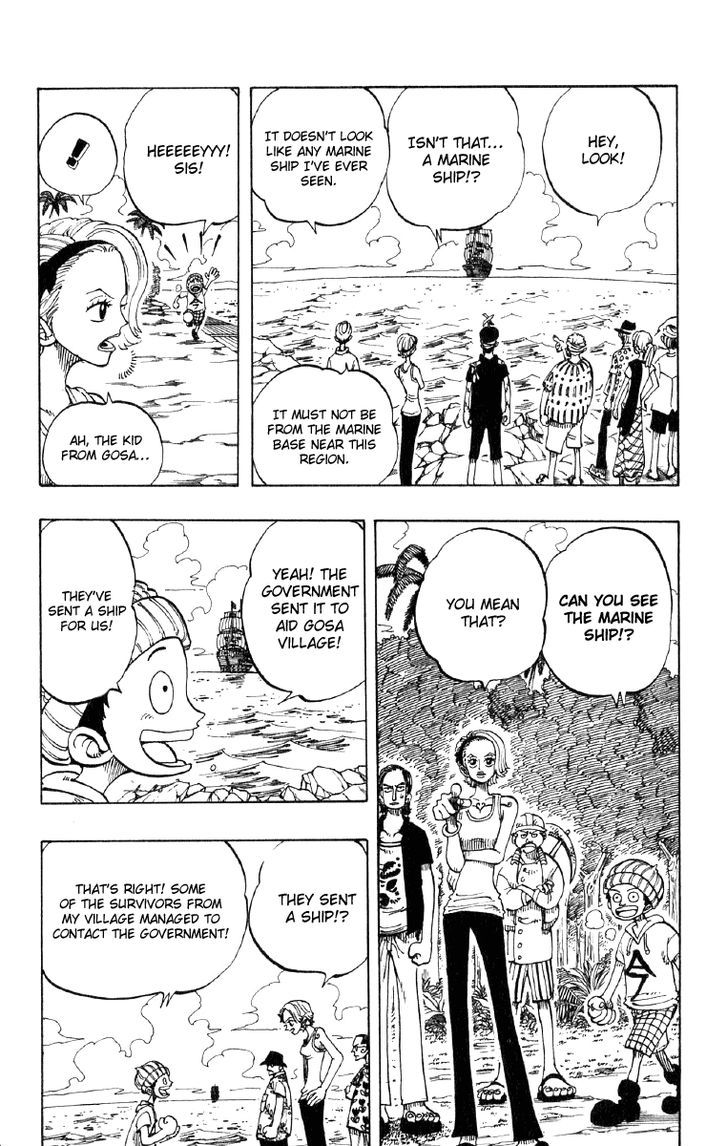 HEY,
LOOK!
ISN'T THAT...
A MARINE
SHIP!?
IT DOESN'T LOOK
LIKE ANY MARINE
SHIP I'VE EVER
SEEN.
IT MUST NOT BE
FROM THE MARINE
BASE NEAR THIS
REGION.
HEEEEEYYY!
SIS!
!
AH, THE KID
FROM GOSA...
CAN YOU SEE
THE MARINE
SHIP!?
YOU MEAN
THAT?
YEAH! THE
GOVERNMENT
SENT IT TO
AID GOSA
VILLAGE!
THEY'VE
SENT A SHIP
FOR US!
THEY SENT
A SHIP!?
THAT'S RIGHT! SOME
OF THE SURVIVORS FROM
MY VILLAGE MANAGED TO
CONTACT THE GOVERNMENT!